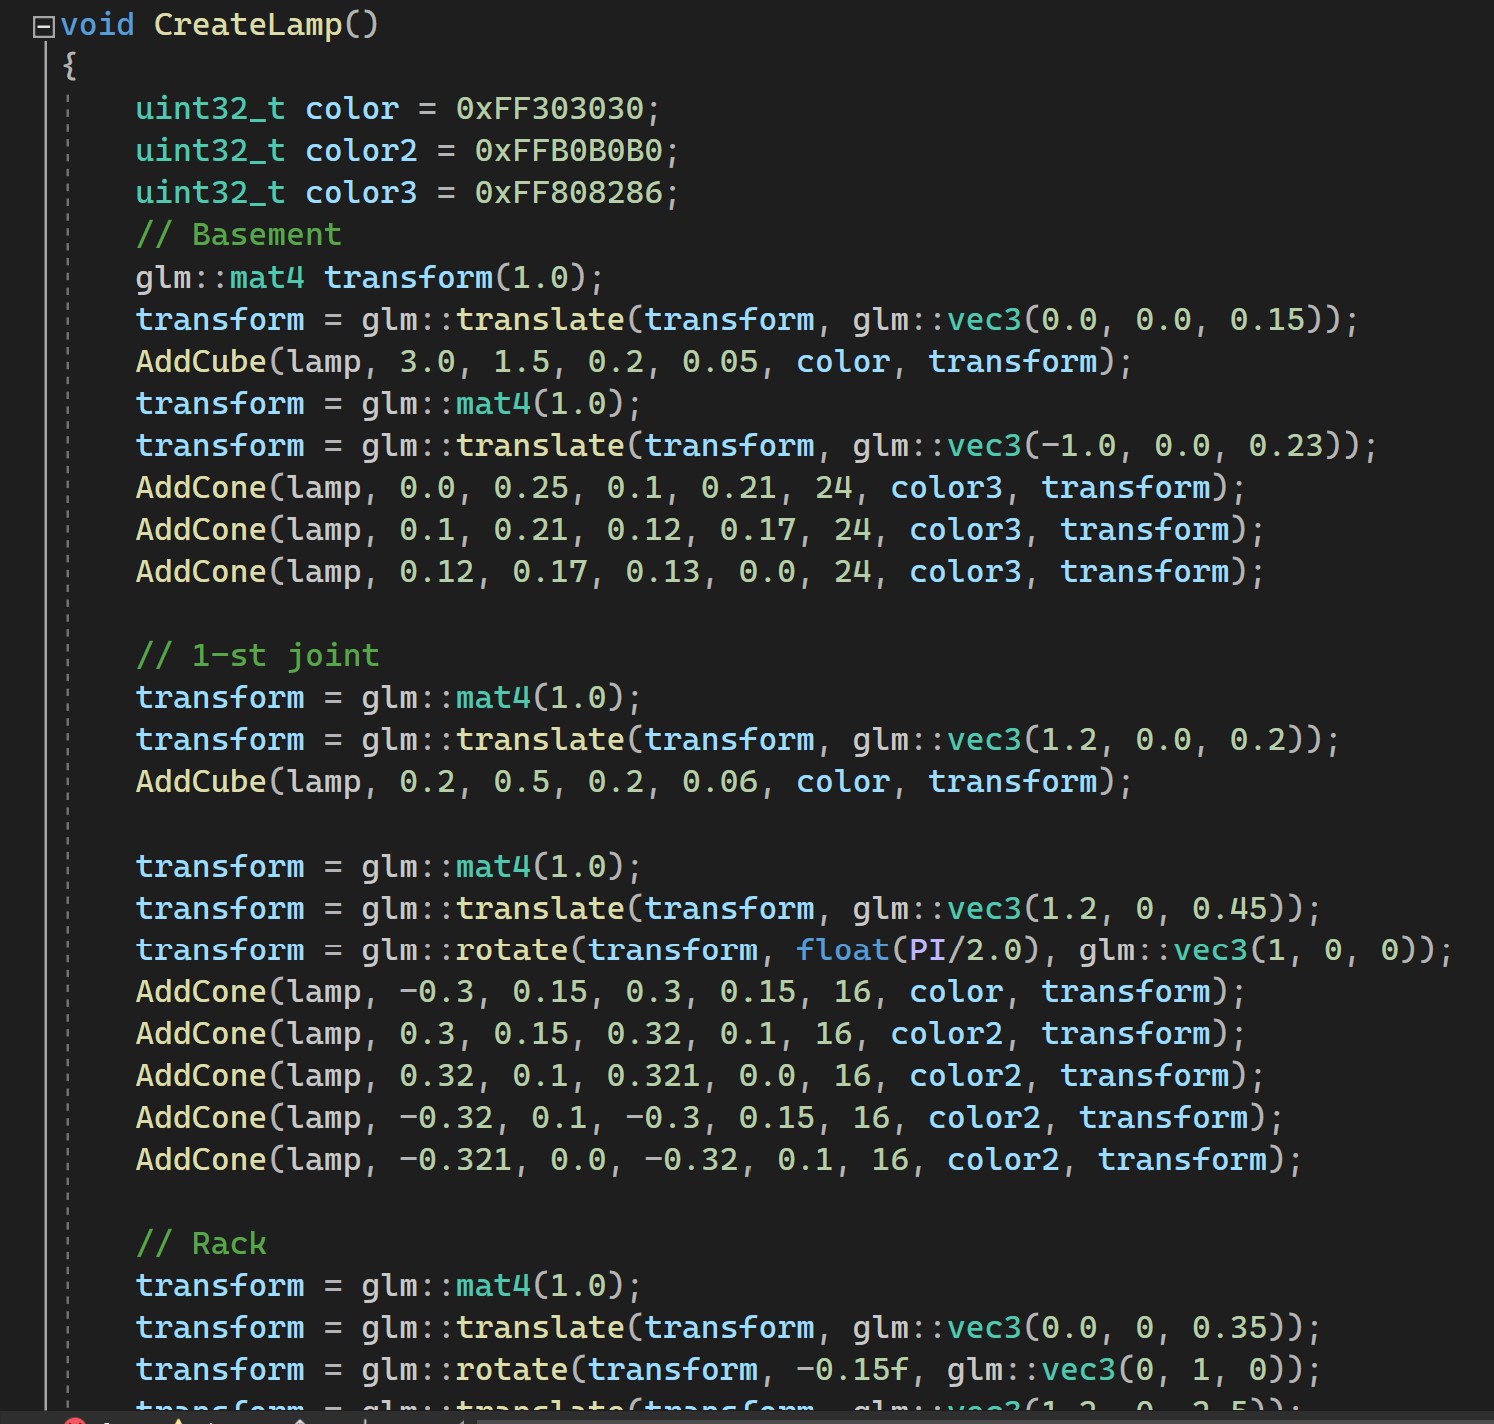 void CreateLamp()
{
uint32_t color = 0xFF303030;
uint32_t color2 = 0xFFB0B0B0;
uint32_t color3 = 0xFF808286;
// Basement
glm::mat4 transform(1.0);
transform = glm::translate(transform, glm::vec3(0.0, 0.0, 0.15));
AddCube(lamp, 3.0, 1.5, 0.2, 0.05, color, transform);
transform = glm::mat4(1.0);
transform = glm::translate(transform, glm::vec3(-1.0, 0.0, 0.23));
AddCone(lamp, 0.0, 0.25, 0.1, 0.21, 24, color3, transform);
AddCone(lamp, 0.1, 0.21, 0.12, 0.17, 24, color3, transform);
AddCone(lamp, 0.12, 0.17, 0.13, 0.0, 24, color3, transform);
// 1-st joint
transform = glm::mat4(1.0);
transform = glm::translate(transform, glm::vec3(1.2, 0.0, 0.2));
AddCube(lamp, 0.2, 0.5, 0.2, 0.06, color, transform);
transform = glm::mat4(1.0);
transform = glm::translate(transform, glm::vec3(1.2, 0, 0.45));
transform = glm::rotate(transform, float(PI/2.0), glm::vec3(1, 0, 0));
AddCone(lamp, -0.3, 0.15, 0.3, 0.15, 16, color, transform);
AddCone(lamp, 0.3, 0.15, 0.32, 0.1, 16, color2, transform);
AddCone(lamp, 0.32, 0.1, 0.321, 0.0, 16, color2, transform);
AddCone(lamp, -0.32, 0.1, -0.3, 0.15, 16, color2, transform);
AddCone(lamp, -0.321, 0.0, -0.32, 0.1, 16, color2, transform);
// Rack
transform = glm::mat4(1.0);
transform = glm::translate(transform, glm::vec3(0.0, 0, 0.35));
transform = glm::rotate(transform, -0.15f, glm::vec3(0, 1, 0));